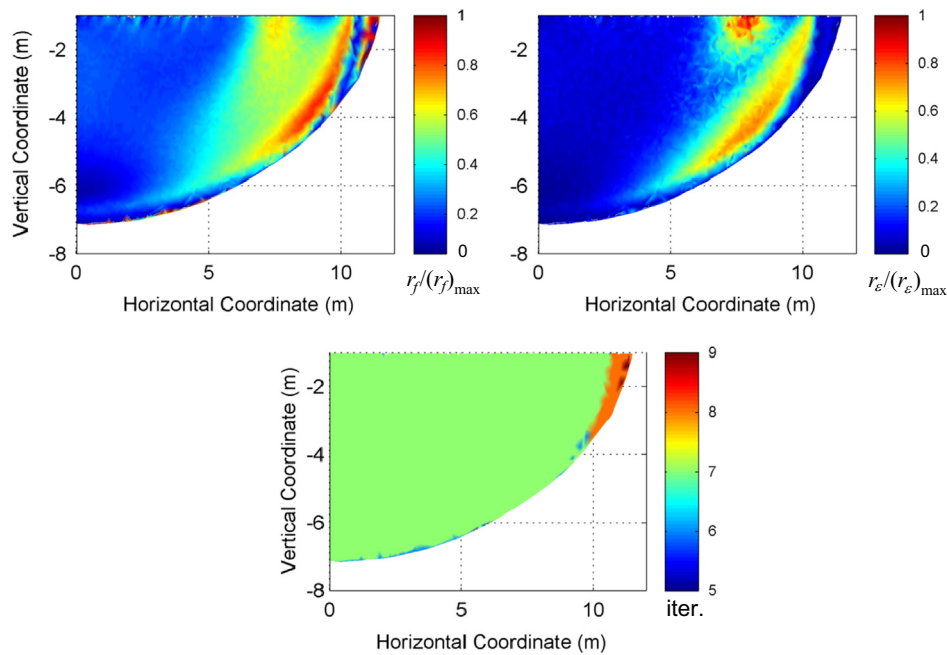 -2
-4
-6
-8
0 5 10
Vertical Coordinate (m)
Horizontal Coordinate (m)
1
0.8
0.6
0.4
0.2
0
r_f/(r_f)_max
-2
-4
-6
-8
0 5 10
Horizontal Coordinate (m)
1
0.8
0.6
0.4
0.2
0
r_ε/(r_ε)_max
-2
-4
-6
-8
0 5 10
Vertical Coordinate (m)
Horizontal Coordinate (m)
9
8
7
6
5
iter.